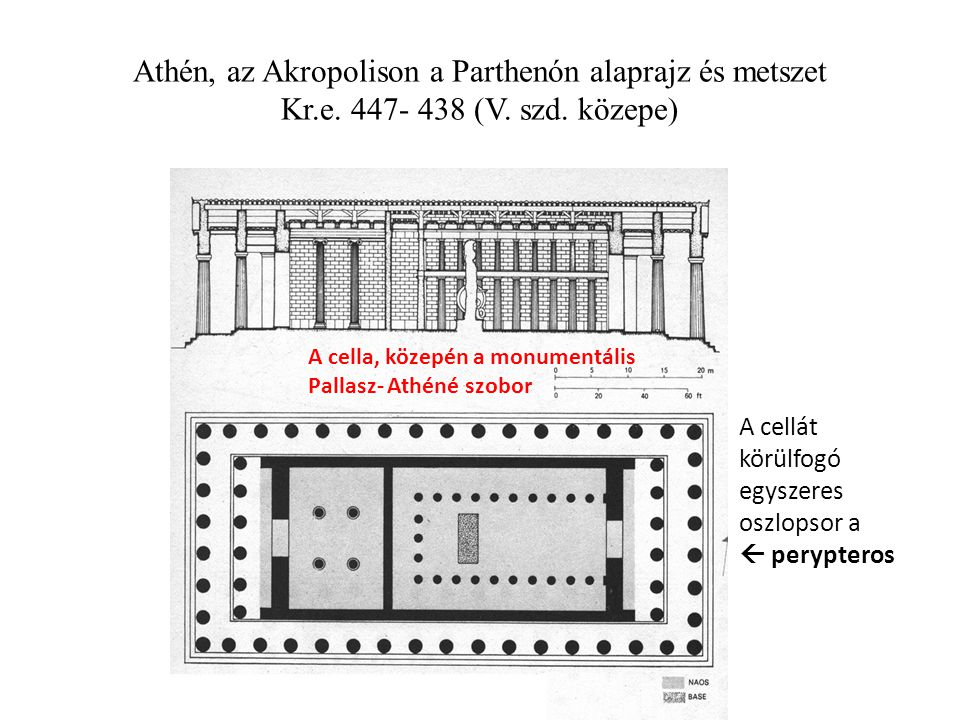 Athén, az Akropolison a Parthenón alaprajz és metszet
Kr.e. 447- 438 (V. szd. közepe)
A cella, közepén a monumentális
Pallasz- Athéné szobor
0 5 10 15 20 m
0 20 40 60 ft
A cellát
körülfogó
egyszeres
oszlopsor a
← perypteros
NAOS
BASE